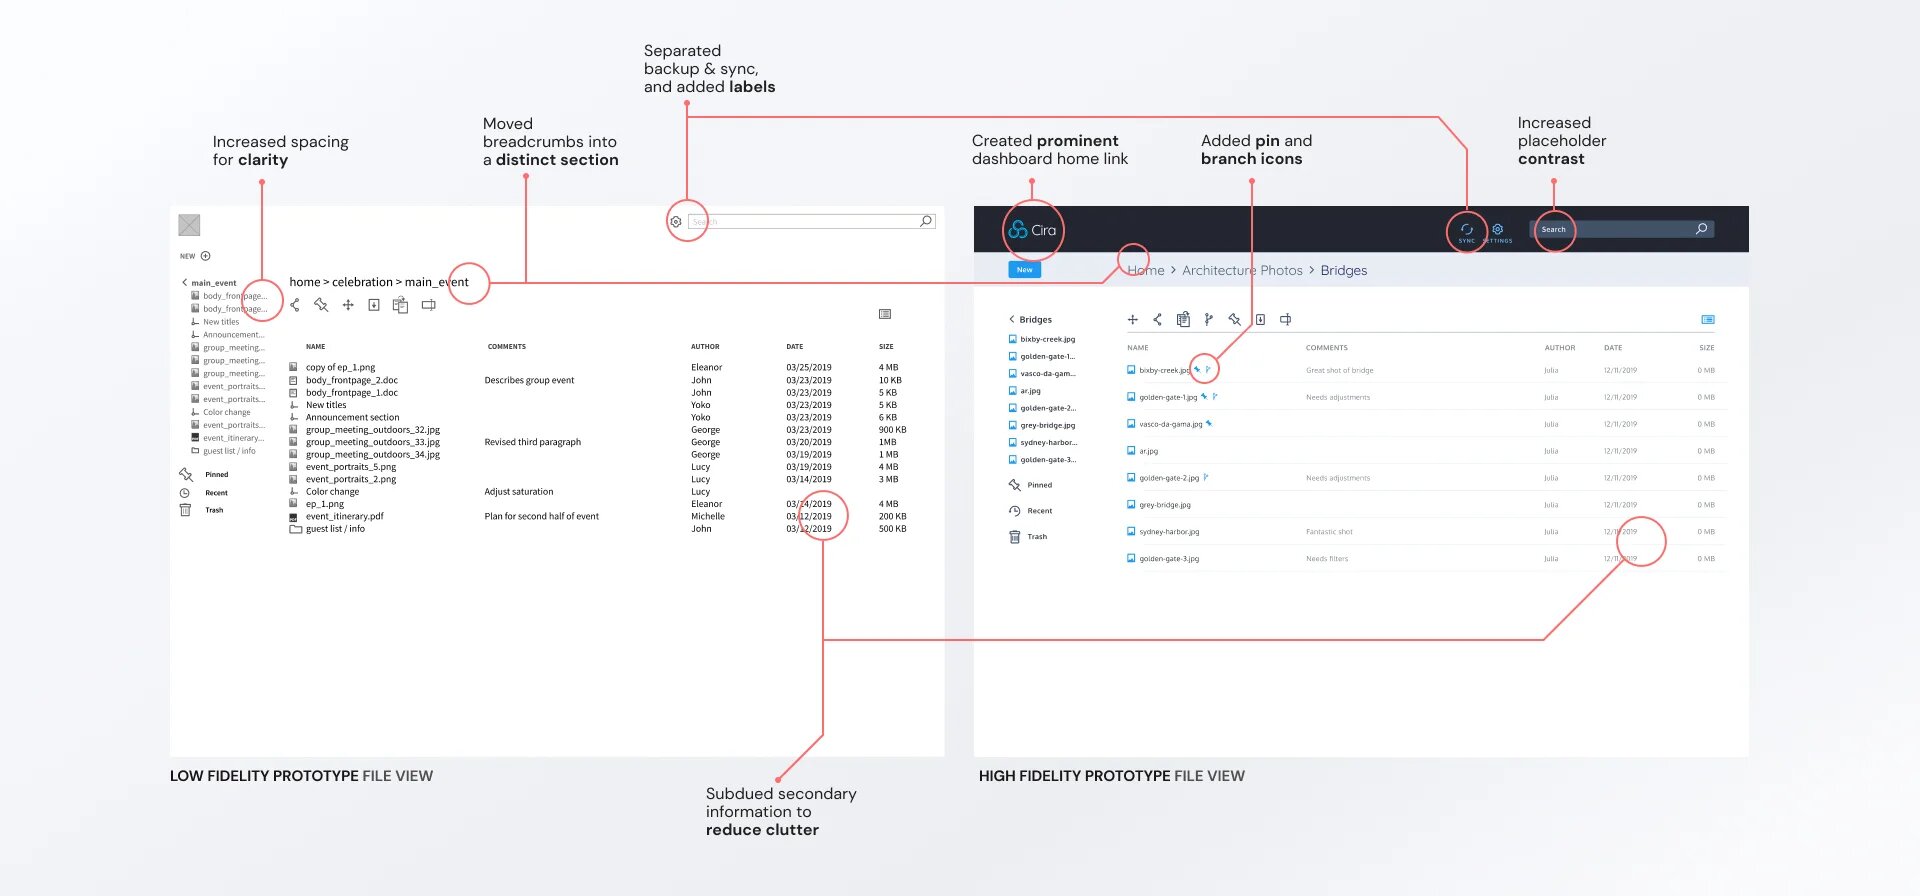 Separated
backup & sync,
and added labels
Increased spacing
for clarity
Moved
breadcrumbs into
a distinct section
Created prominent
dashboard home link
Added pin and
branch icons
Increased
placeholder
contrast
Search
NEW
main_event
body_frontpage...
body_frontpage...
New titles
Announcement...
group_meeting...
group_meeting...
group_meeting...
event_portraits...
event_portraits...
Color change
event_portraits...
event_itinerary...
guest list / info
Pinned
Recent
Trash
home > celebration > main_event
NAME COMMENTS AUTHOR DATE SIZE
copy of ep_1.png Eleanor 03/25/2019 4 MB
body_frontpage_2.doc Describes group event John 03/23/2019 10 KB
body_frontpage_1.doc John 03/23/2019 5 KB
New titles Yoko 03/23/2019 5 KB
Announcement section Yoko 03/23/2019 6 KB
group_meeting_outdoors_32.jpg George 03/23/2019 900 KB
group_meeting_outdoors_33.jpg Revised third paragraph George 03/20/2019 1MB
group_meeting_outdoors_34.jpg George 03/19/2019 1 MB
event_portraits_5.png Lucy 03/19/2019 4 MB
event_portraits_2.png Lucy 03/14/2019 3 MB
Color change Adjust saturation Lucy
ep_1.png Eleanor 03/14/2019 4 MB
event_itinerary.pdf Plan for second half of event Michelle 03/12/2019 200 KB
guest list / info John 03/12/2019 500 KB
LOW FIDELITY PROTOTYPE FILE VIEW
Cira
SYNC SETTINGS
Search
New
Home > Architecture Photos > Bridges
Bridges
bixby-creek.jpg
golden-gate-1...
vasco-da-gam...
ar.jpg
golden-gate-2...
grey-bridge.jpg
sydney-harbor...
golden-gate-3...
Pinned
Recent
Trash
NAME COMMENTS AUTHOR DATE SIZE
bixby-creek.jpg Great shot of bridge Julia 12/11/2019 0 MB
golden-gate-1.jpg Needs adjustments Julia 12/11/2019 0 MB
vasco-da-gama.jpg Julia 12/11/2019 0 MB
ar.jpg Julia 12/11/2019 0 MB
golden-gate-2.jpg Needs adjustments Julia 12/11/2019 0 MB
grey-bridge.jpg Julia 12/11/2019 0 MB
sydney-harbor.jpg Fantastic shot Julia 12/11/2019 0 MB
golden-gate-3.jpg Needs filters Julia 12/11/2019 0 MB
HIGH FIDELITY PROTOTYPE FILE VIEW
Subdued secondary
information to
reduce clutter